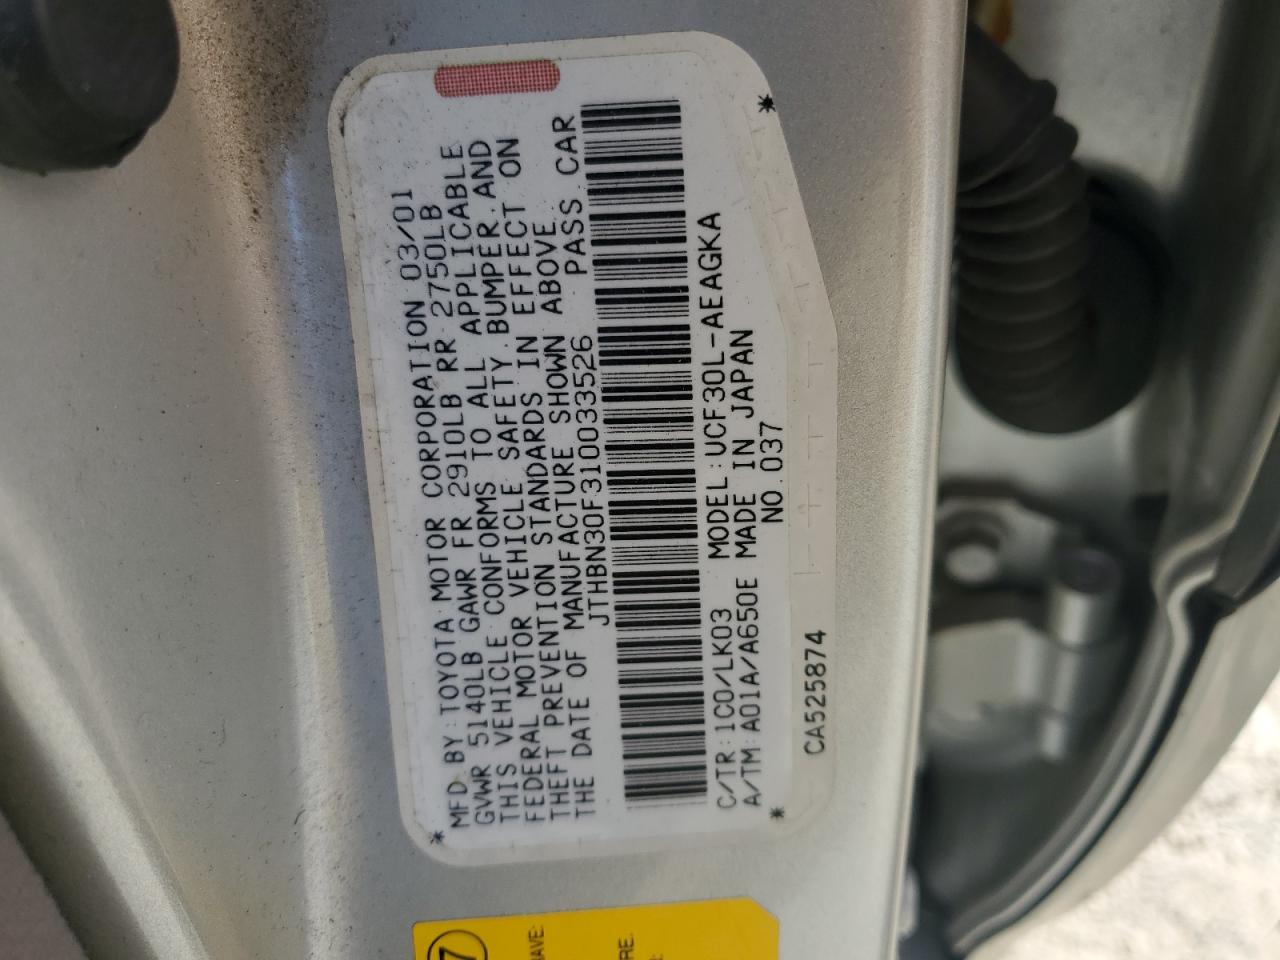 MFD BY:TOYOTA MOTOR CORPORATION 03/01
GVWR 5140LB GAWR FR 2910LB RR 2750LB
THIS VEHICLE CONFORMS TO ALL APPLICABLE
FEDERAL MOTOR VEHICLE SAFETY, BUMPER AND
THEFT PREVENTION STANDARDS IN EFFECT ON
THE DATE OF MANUFACTURE SHOWN ABOVE.
JTHBN30F310033526 PASS. CAR
C/TR:1C0/LK03 MODEL:UCF30L-AEAGKA
A/TM:A01A/A650E MADE IN JAPAN
NO.037
CA525874